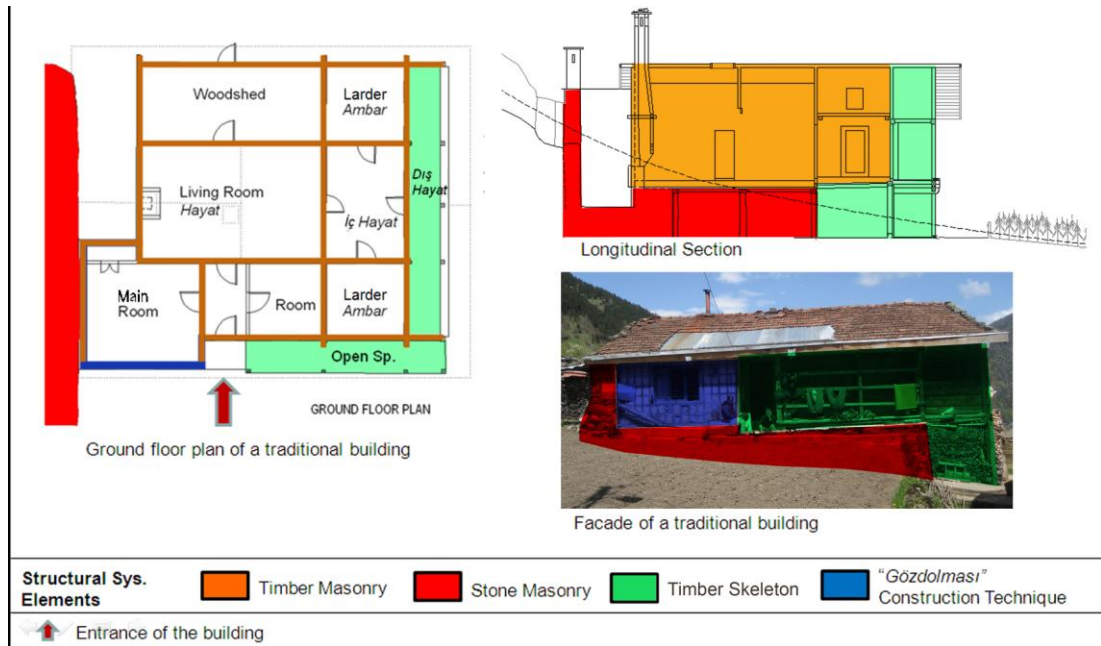 Woodshed
Larder
Ambar
Living Room
Hayat
İç Hayat
Dış
Hayat
Main
Room
Room
Larder
Ambar
Open Sp.
GROUND FLOOR PLAN
Ground floor plan of a traditional building
Longitudinal Section
Facade of a traditional building
Structural Sys.
Elements
Timber Masonry
Stone Masonry
Timber Skeleton
"Gözdolması"
Construction Technique
Entrance of the building